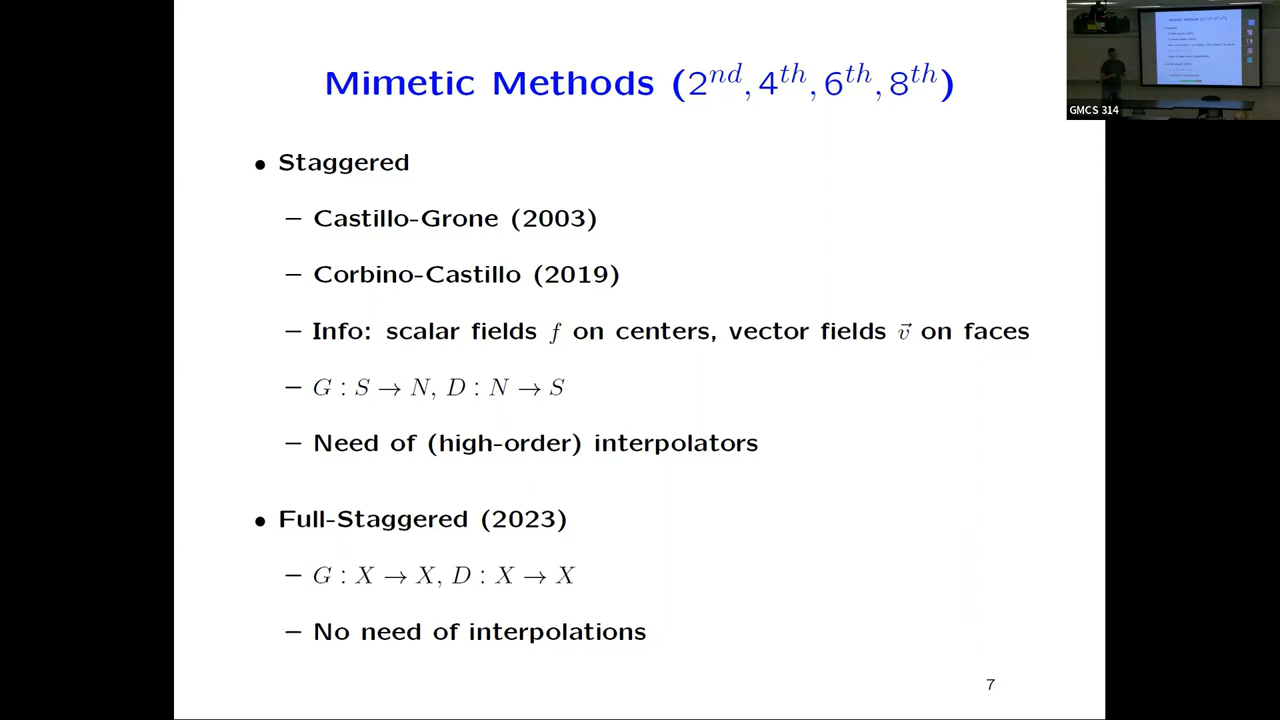 Mimetic Methods (2^{nd}, 4^{th}, 6^{th}, 8^{th})
GMCS 314
• Staggered
– Castillo-Grone (2003)
– Corbino-Castillo (2019)
– Info: scalar fields f on centers, vector fields \vec{v} on faces
– G : S → N, D : N → S
– Need of (high-order) interpolators
• Full-Staggered (2023)
– G : X → X, D : X → X
– No need of interpolations
7